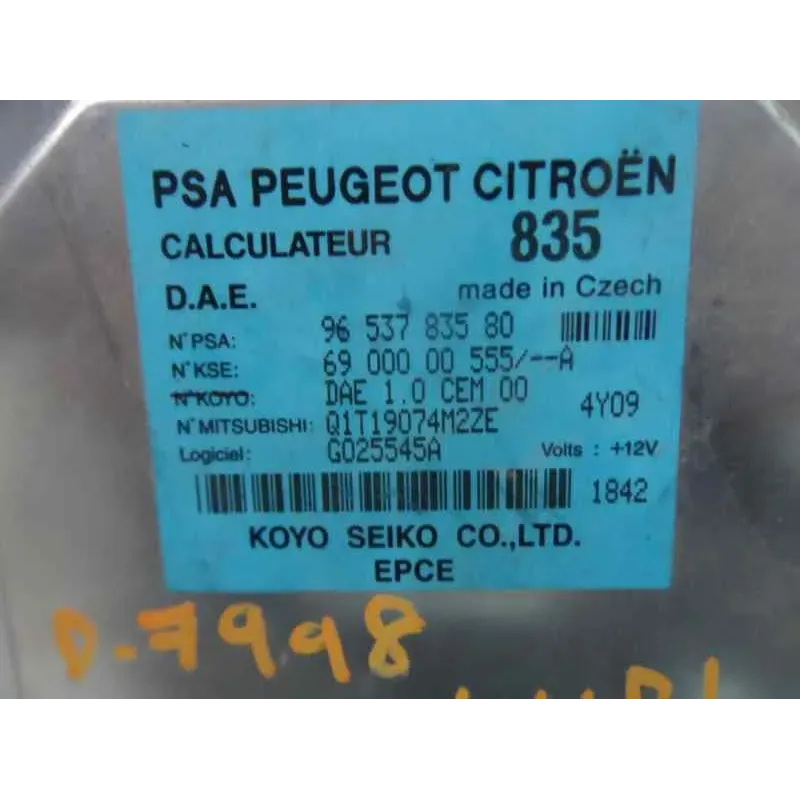 PSA PEUGEOT CITROËN
CALCULATEUR 835
D.A.E. made in Czech
N°PSA: 96 537 835 80
N°KSE: 69 000 00 555/--A
N°KOYO: DAE 1.0 CEM 00 4Y09
N°MITSUBISHI: Q1T19074M2ZE
Logiciel: G025545A Volts : +12V
1842
KOYO SEIKO CO.,LTD.
EPCE
D-7998